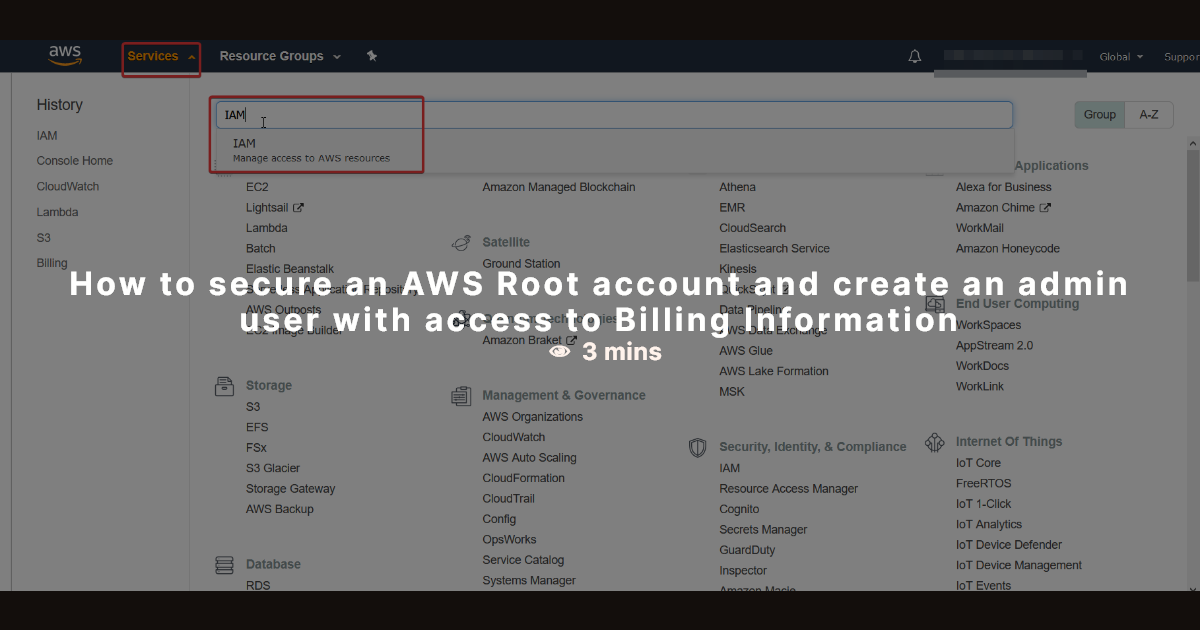 aws
Services
Resource Groups
Global
Suppor
History
IAM
Console Home
CloudWatch
Lambda
S3
Billing
IAM
IAM
Manage access to AWS resources
Group
A-Z
EC2
Lightsail
Lambda
Batch
Elastic Beanstalk
Serverless Application Repository
AWS Outposts
EC2 Image Builder
Storage
S3
EFS
FSx
S3 Glacier
Storage Gateway
AWS Backup
Database
RDS
Amazon Managed Blockchain
Satellite
Ground Station
Amazon Braket
Management & Governance
AWS Organizations
CloudWatch
AWS Auto Scaling
CloudFormation
CloudTrail
Config
OpsWorks
Service Catalog
Systems Manager
Athena
EMR
CloudSearch
Elasticsearch Service
Kinesis
QuickSight
Data Pipeline
AWS Data Exchange
AWS Glue
AWS Lake Formation
MSK
Security, Identity, & Compliance
IAM
Resource Access Manager
Cognito
Secrets Manager
GuardDuty
Inspector
Amazon Macie
Applications
Alexa for Business
Amazon Chime
WorkMail
Amazon Honeycode
End User Computing
WorkSpaces
AppStream 2.0
WorkDocs
WorkLink
Internet Of Things
IoT Core
FreeRTOS
IoT 1-Click
IoT Analytics
IoT Device Defender
IoT Device Management
IoT Events
How to secure an AWS Root account and create an admin
user with access to Billing Information
3 mins